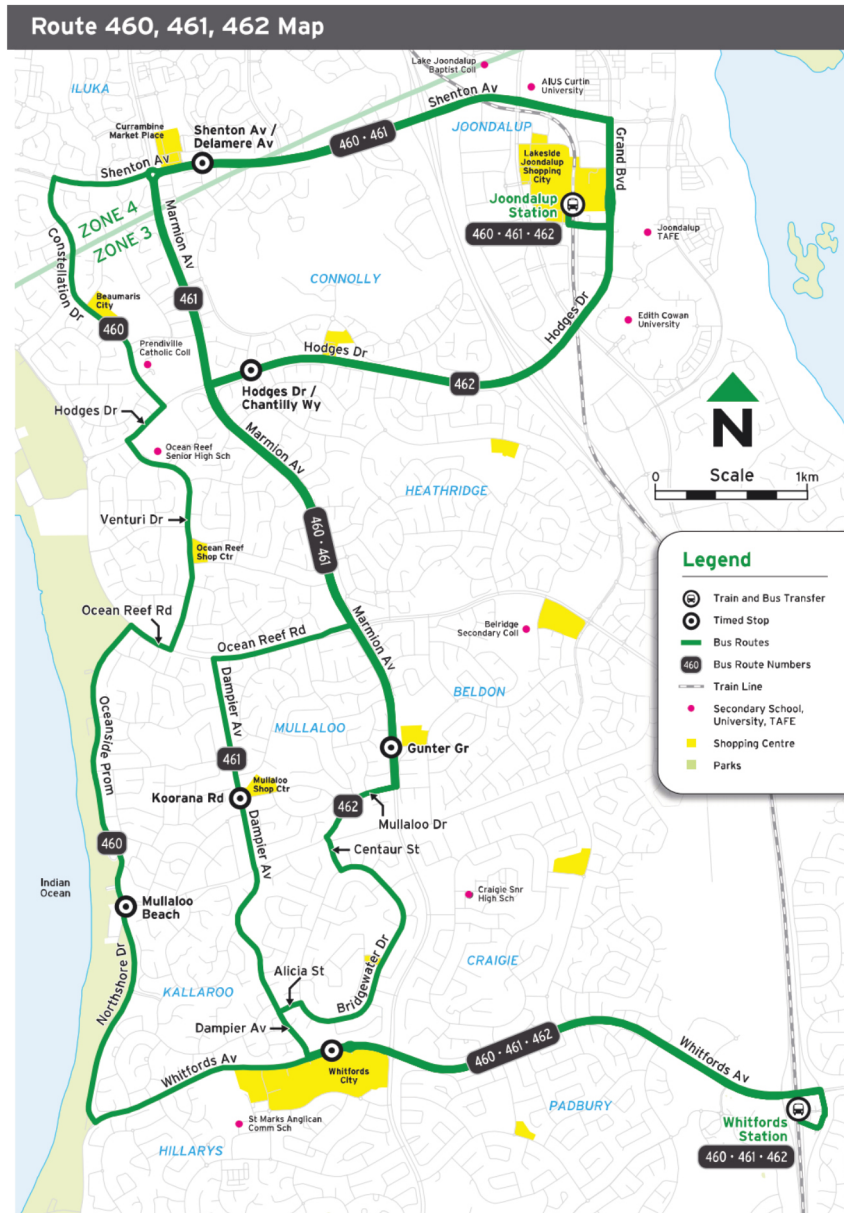 Route 460, 461, 462 Map
Lake Joondalup
Baptist Coll
AIUS Curtin
University
ILUKA
Shenton Av
Currambine
Market Place
Shenton Av /
Delamere Av
460·461
JOONDALUP
Grand Bvd
Lakeside
Joondalup
Shopping
City
Shenton Av
Joondalup
Station
460·461·462
ZONE 4
ZONE 3
Marmion Av
Joondalup
TAFE
Constellation Dr
CONNOLLY
461
Beaumaris
City
460
Hodges Dr
Edith Cowan
University
Prendiville
Catholic Coll
Hodges Dr
462
Hodges Dr /
Chantilly Wy
Hodges Dr
N
Marmion Av
Ocean Reef
Senior High Sch
Scale
0
1km
HEATHRIDGE
Venturi Dr
460·461
Ocean Reef
Shop Ctr
Legend
Train and Bus Transfer
Timed Stop
Bus Routes
460
Bus Route Numbers
Train Line
Secondary School,
University, TAFE
Shopping Centre
Parks
Ocean Reef Rd
Ocean Reef Rd
Marmion Av
Belridge
Secondary Coll
Oceanside Prom
Dampier Av
BELDON
MULLALOO
Gunter Gr
461
Mullaloo
Shop Ctr
Koorana Rd
462
Mullaloo Dr
Centaur St
460
Dampier Av
Indian
Ocean
Mullaloo
Beach
Craigie Snr
High Sch
Northshore Dr
Bridgewater Dr
CRAIGIE
Alicia St
KALLAROO
Dampier Av
460·461·462
Whitfords Av
Whitfords Av
Whitfords
City
PADBURY
St Marks Anglican
Comm Sch
Whitfords
Station
HILLARYS
460·461·462